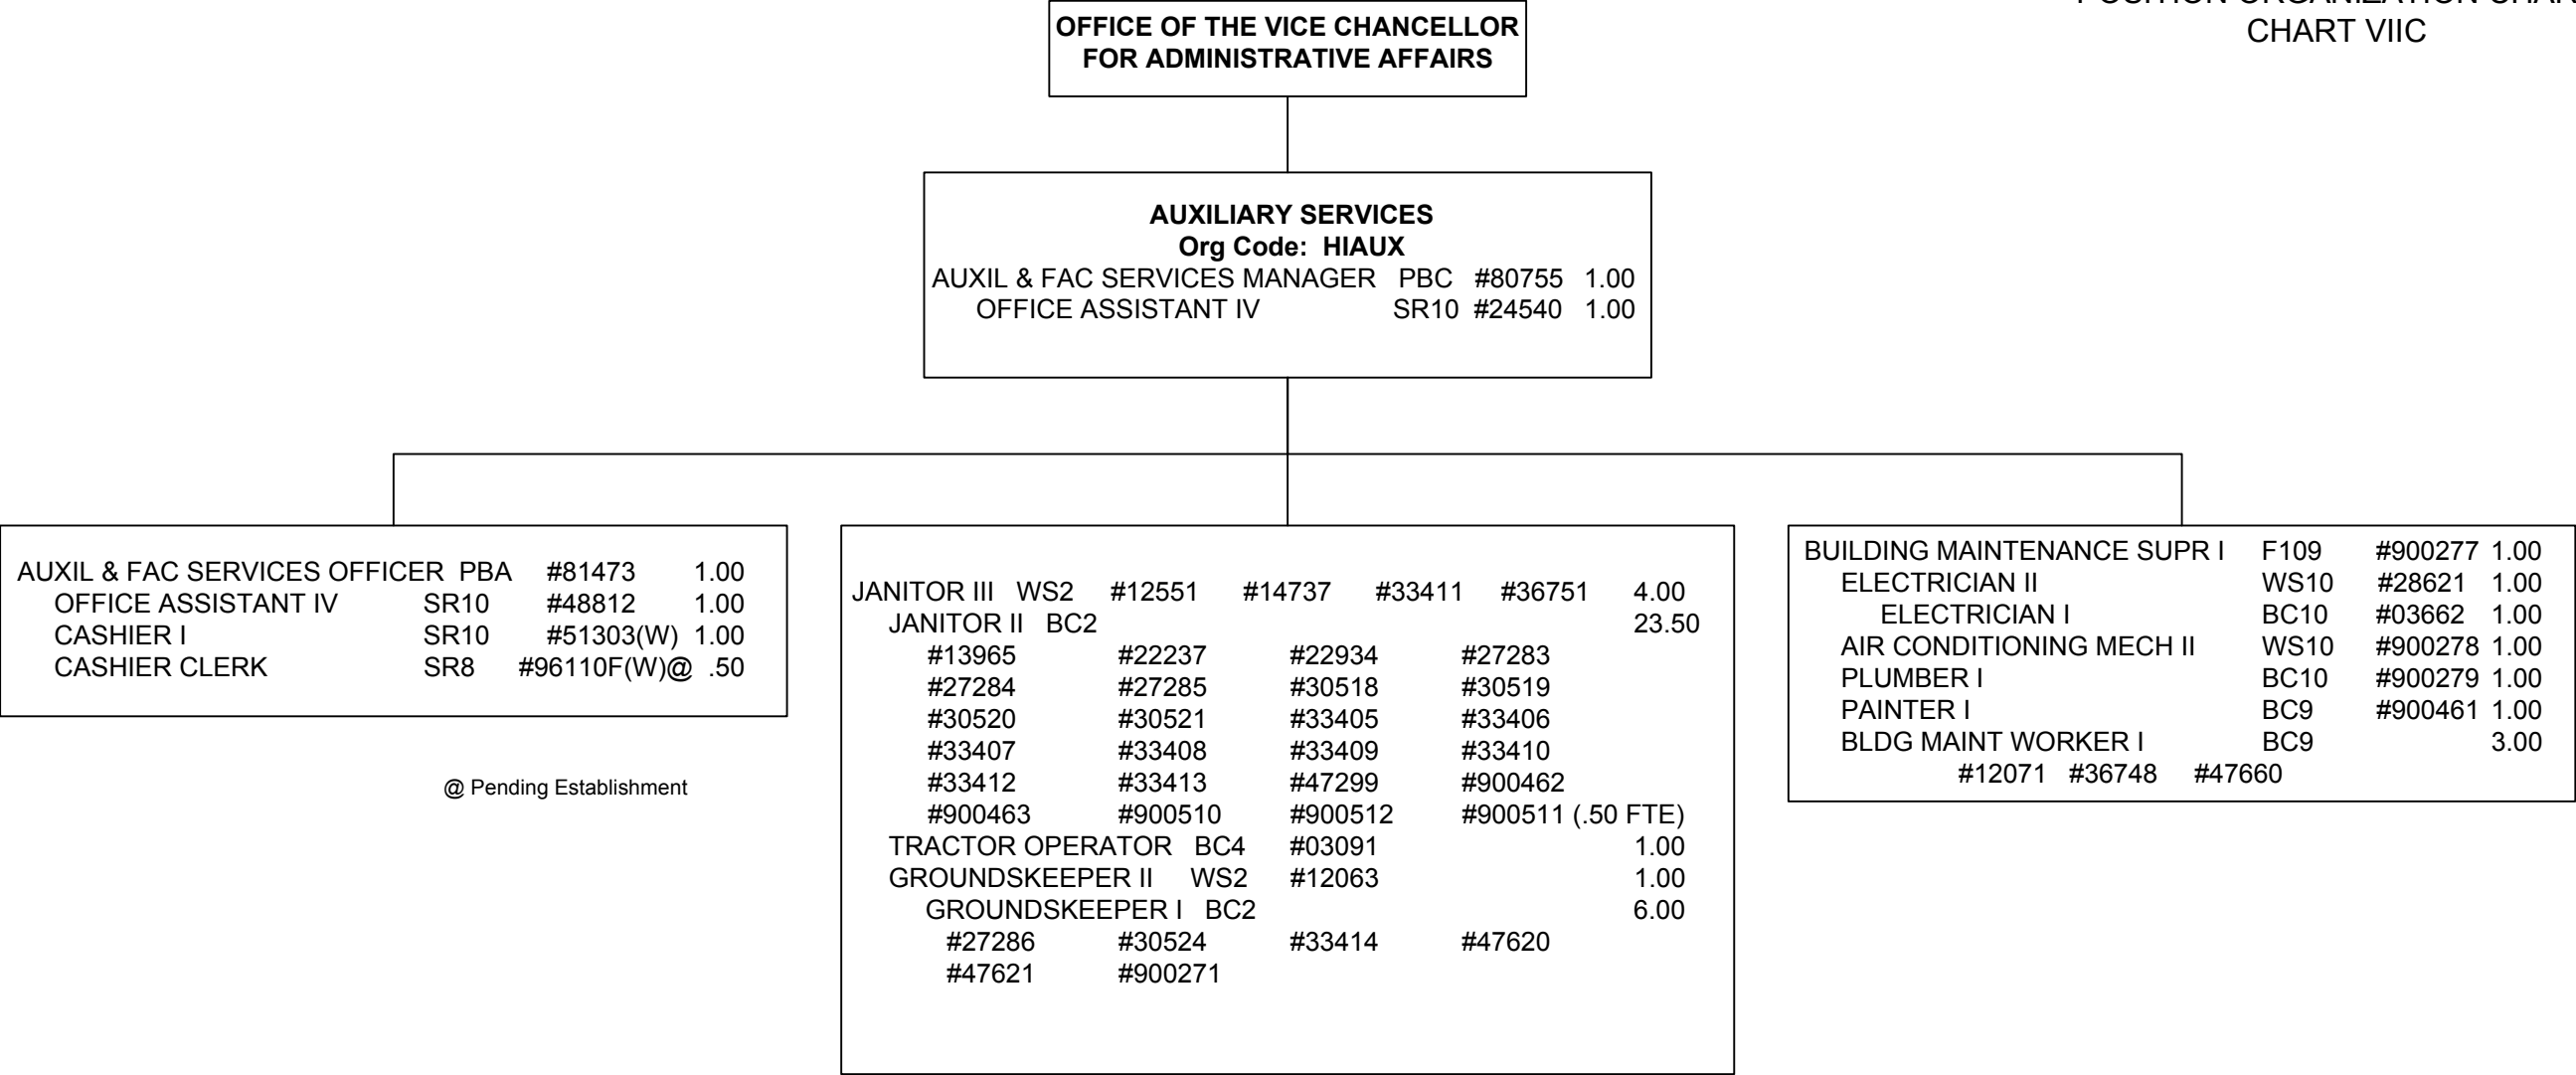 CHART VIIC
OFFICE OF THE VICE CHANCELLOR
FOR ADMINISTRATIVE AFFAIRS
AUXILIARY SERVICES
Org Code: HIAUX
AUXIL & FAC SERVICES MANAGER PBC #80755 1.00
OFFICE ASSISTANT IV SR10 #24540 1.00
AUXIL & FAC SERVICES OFFICER PBA #81473 1.00
OFFICE ASSISTANT IV SR10 #48812 1.00
CASHIER I SR10 #51303(W) 1.00
CASHIER CLERK SR8 #96110F(W)@ .50
@ Pending Establishment
JANITOR III WS2 #12551 #14737 #33411 #36751 4.00
JANITOR II BC2 23.50
#13965 #22237 #22934 #27283
#27284 #27285 #30518 #30519
#30520 #30521 #33405 #33406
#33407 #33408 #33409 #33410
#33412 #33413 #47299 #900462
#900463 #900510 #900512 #900511 (.50 FTE)
TRACTOR OPERATOR BC4 #03091 1.00
GROUNDSKEEPER II WS2 #12063 1.00
GROUNDSKEEPER I BC2 6.00
#27286 #30524 #33414 #47620
#47621 #900271
BUILDING MAINTENANCE SUPR I F109 #900277 1.00
ELECTRICIAN II WS10 #28621 1.00
ELECTRICIAN I BC10 #03662 1.00
AIR CONDITIONING MECH II WS10 #900278 1.00
PLUMBER I BC10 #900279 1.00
PAINTER I BC9 #900461 1.00
BLDG MAINT WORKER I BC9 3.00
#12071 #36748 #47660